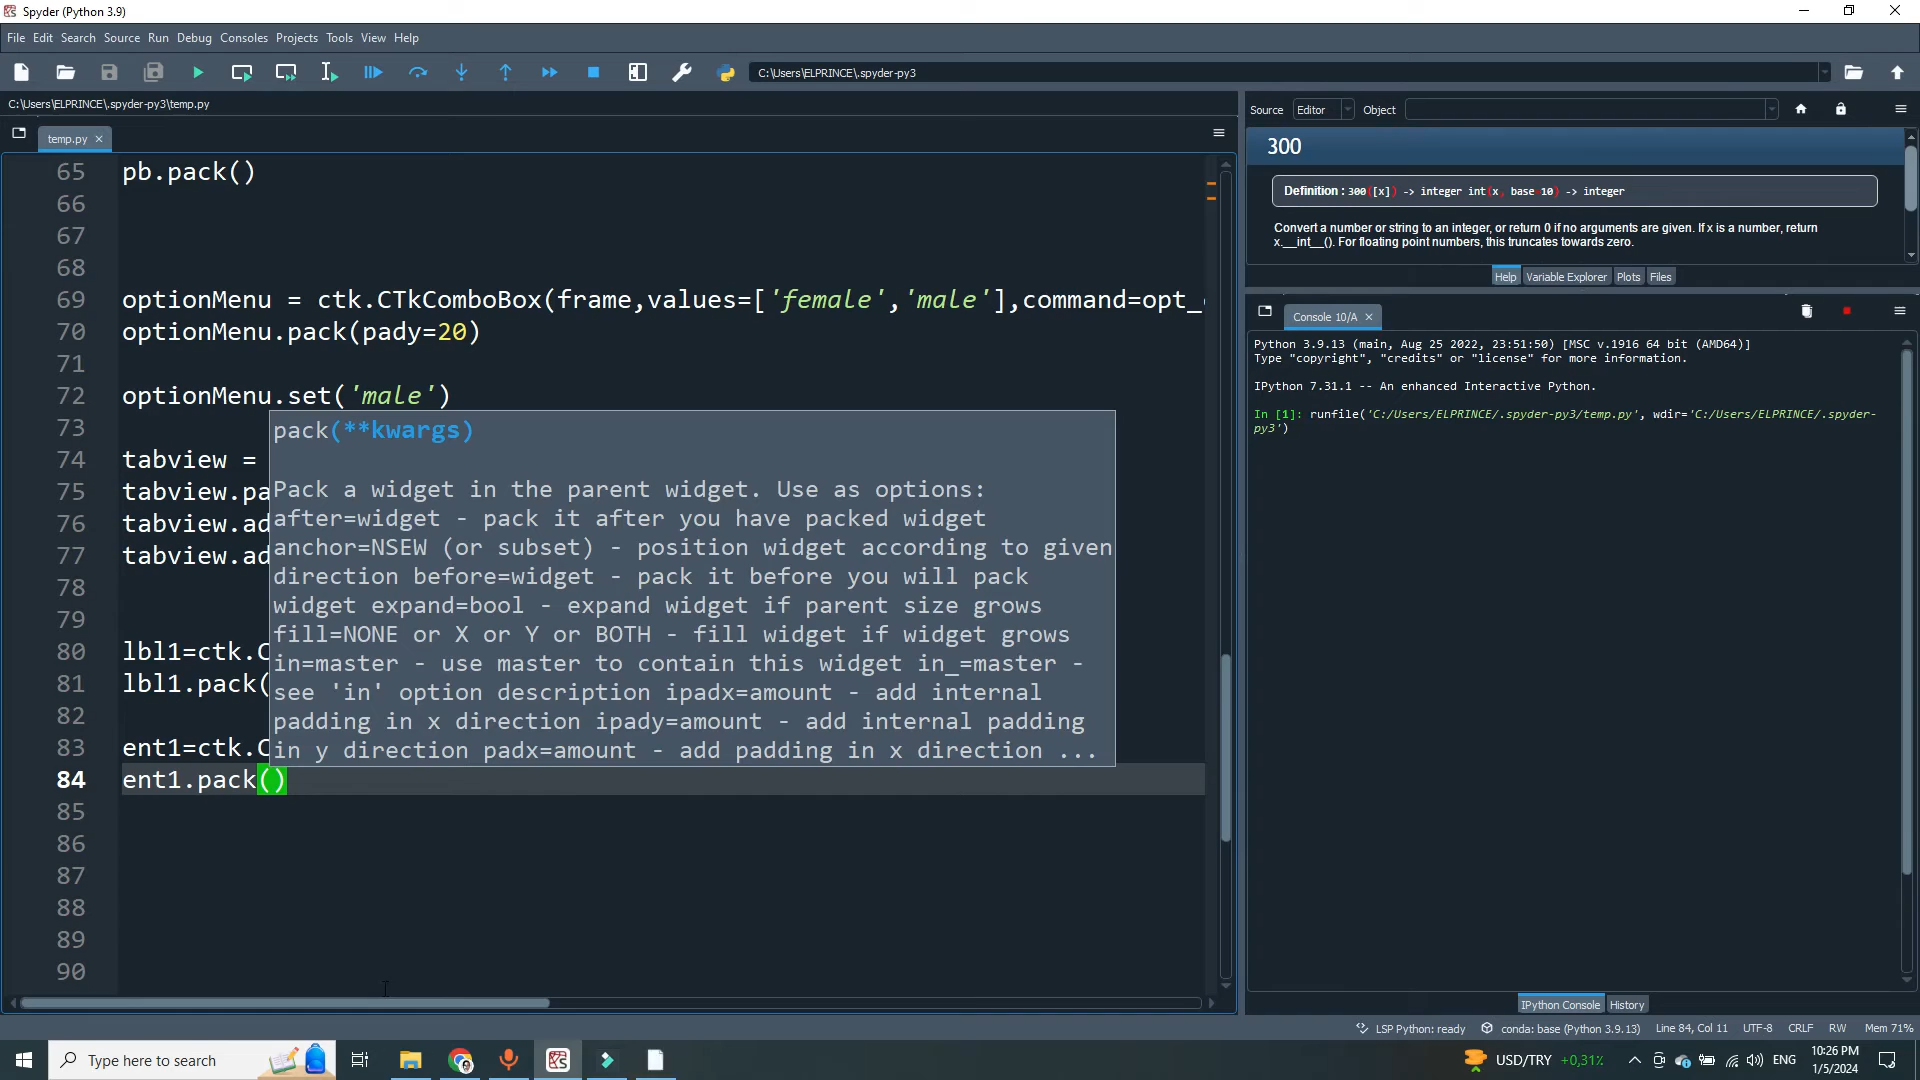 Spyder (Python 3.9)
File Edit Search Source Run Debug Consoles Projects Tools View Help
C:\Users\ELPRINCE\.spyder-py3
C:\Users\ELPRINCE\.spyder-py3\temp.py
temp.py
65 pb.pack()
66
67
68
69 optionMenu = ctk.CTkComboBox(frame,values=['female','male'],command=opt_
70 optionMenu.pack(pady=20)
71
72 optionMenu.set('male')
73
74 tabview =
75 tabview.pa
76 tabview.ad
77 tabview.ad
78
79
80 lbl1=ctk.C
81 lbl1.pack(
82
83 ent1=ctk.C
84 ent1.pack()
85
86
87
88
89
90
pack(**kwargs)
Pack a widget in the parent widget. Use as options:
after=widget - pack it after you have packed widget
anchor=NSEW (or subset) - position widget according to given
direction before=widget - pack it before you will pack
widget expand=bool - expand widget if parent size grows
fill=NONE or X or Y or BOTH - fill widget if widget grows
in=master - use master to contain this widget in_=master -
see 'in' option description ipadx=amount - add internal
padding in x direction ipady=amount - add internal padding
in y direction padx=amount - add padding in x direction ...
Source Editor Object
300
Definition : 300([x]) -> integer int(x, base=10) -> integer
Convert a number or string to an integer, or return 0 if no arguments are given. If x is a number, return
x.__int__(). For floating point numbers, this truncates towards zero.
Help Variable Explorer Plots Files
Console 10/A
Python 3.9.13 (main, Aug 25 2022, 23:51:50) [MSC v.1916 64 bit (AMD64)]
Type "copyright", "credits" or "license" for more information.
IPython 7.31.1 -- An enhanced Interactive Python.
In [1]: runfile('C:/Users/ELPRINCE/.spyder-py3/temp.py', wdir='C:/Users/ELPRINCE/.spyder-
py3')
IPython Console History
LSP Python: ready conda: base (Python 3.9.13) Line 84, Col 11 UTF-8 CRLF RW Mem 71%
Type here to search
USD/TRY +0,31% ENG
10:26 PM
1/5/2024